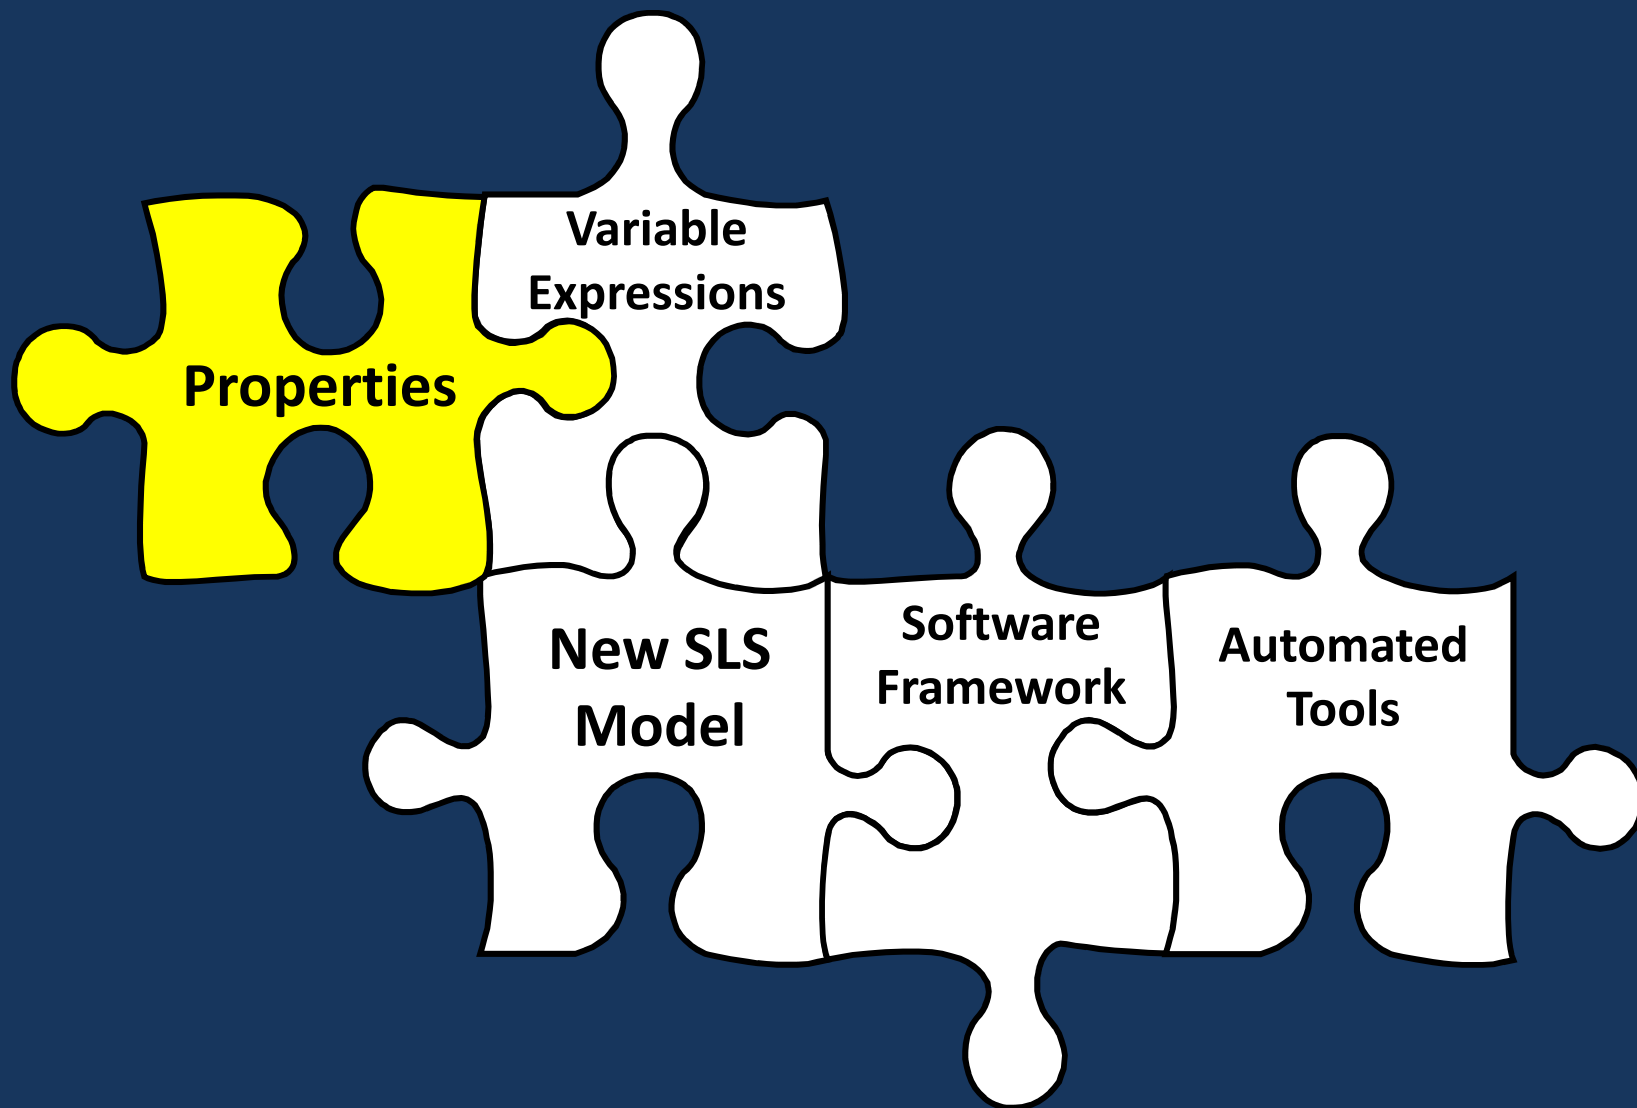 Variable
Expressions
Properties
New SLS
Model
Software
Framework
Automated
Tools